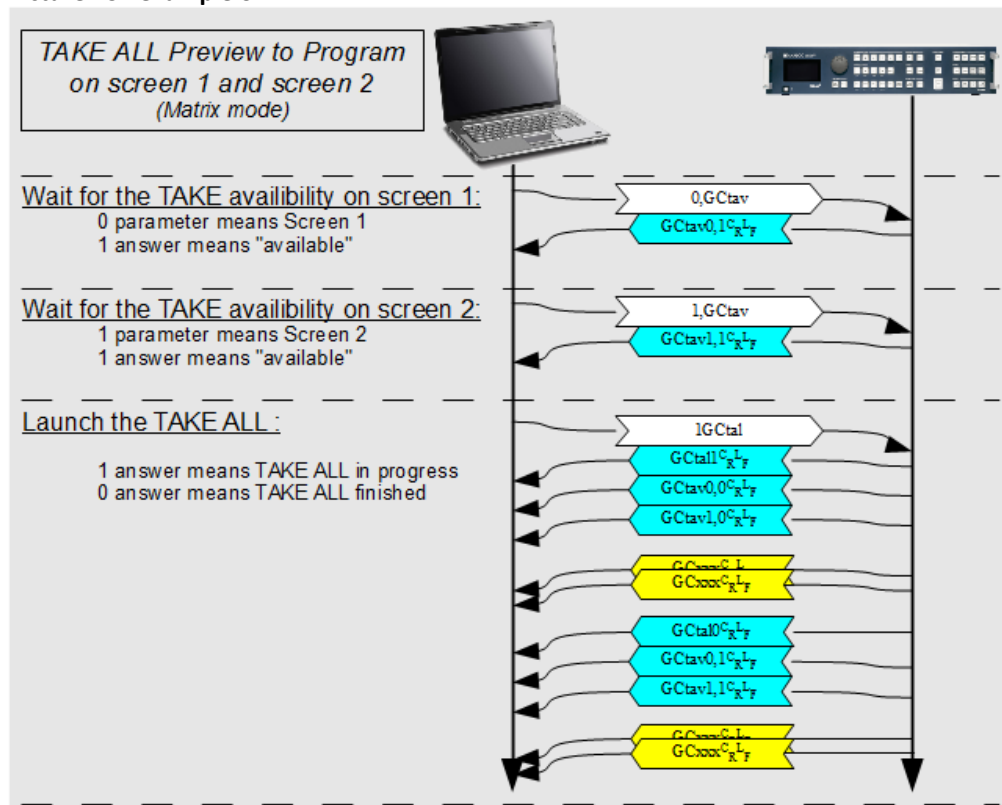 TAKE ALL Preview to Program
on screen 1 and screen 2
(Matrix mode)
Wait for the TAKE availibility on screen 1:
0 parameter means Screen 1
1 answer means "available"
0,GCtav
GCtav0,1CRLF
Wait for the TAKE availibility on screen 2:
1 parameter means Screen 2
1 answer means "available"
1,GCtav
GCtav1,1CRLF
Launch the TAKE ALL :
1 answer means TAKE ALL in progress
0 answer means TAKE ALL finished
1GCtal
GCtal1CRLF
GCtav0,0CRLF
GCtav1,0CRLF
GCxxxCRLF
GCxxxCRLF
GCtal0CRLF
GCtav0,1CRLF
GCtav1,1CRLF
GCxxxCRLF
GCxxxCRLF